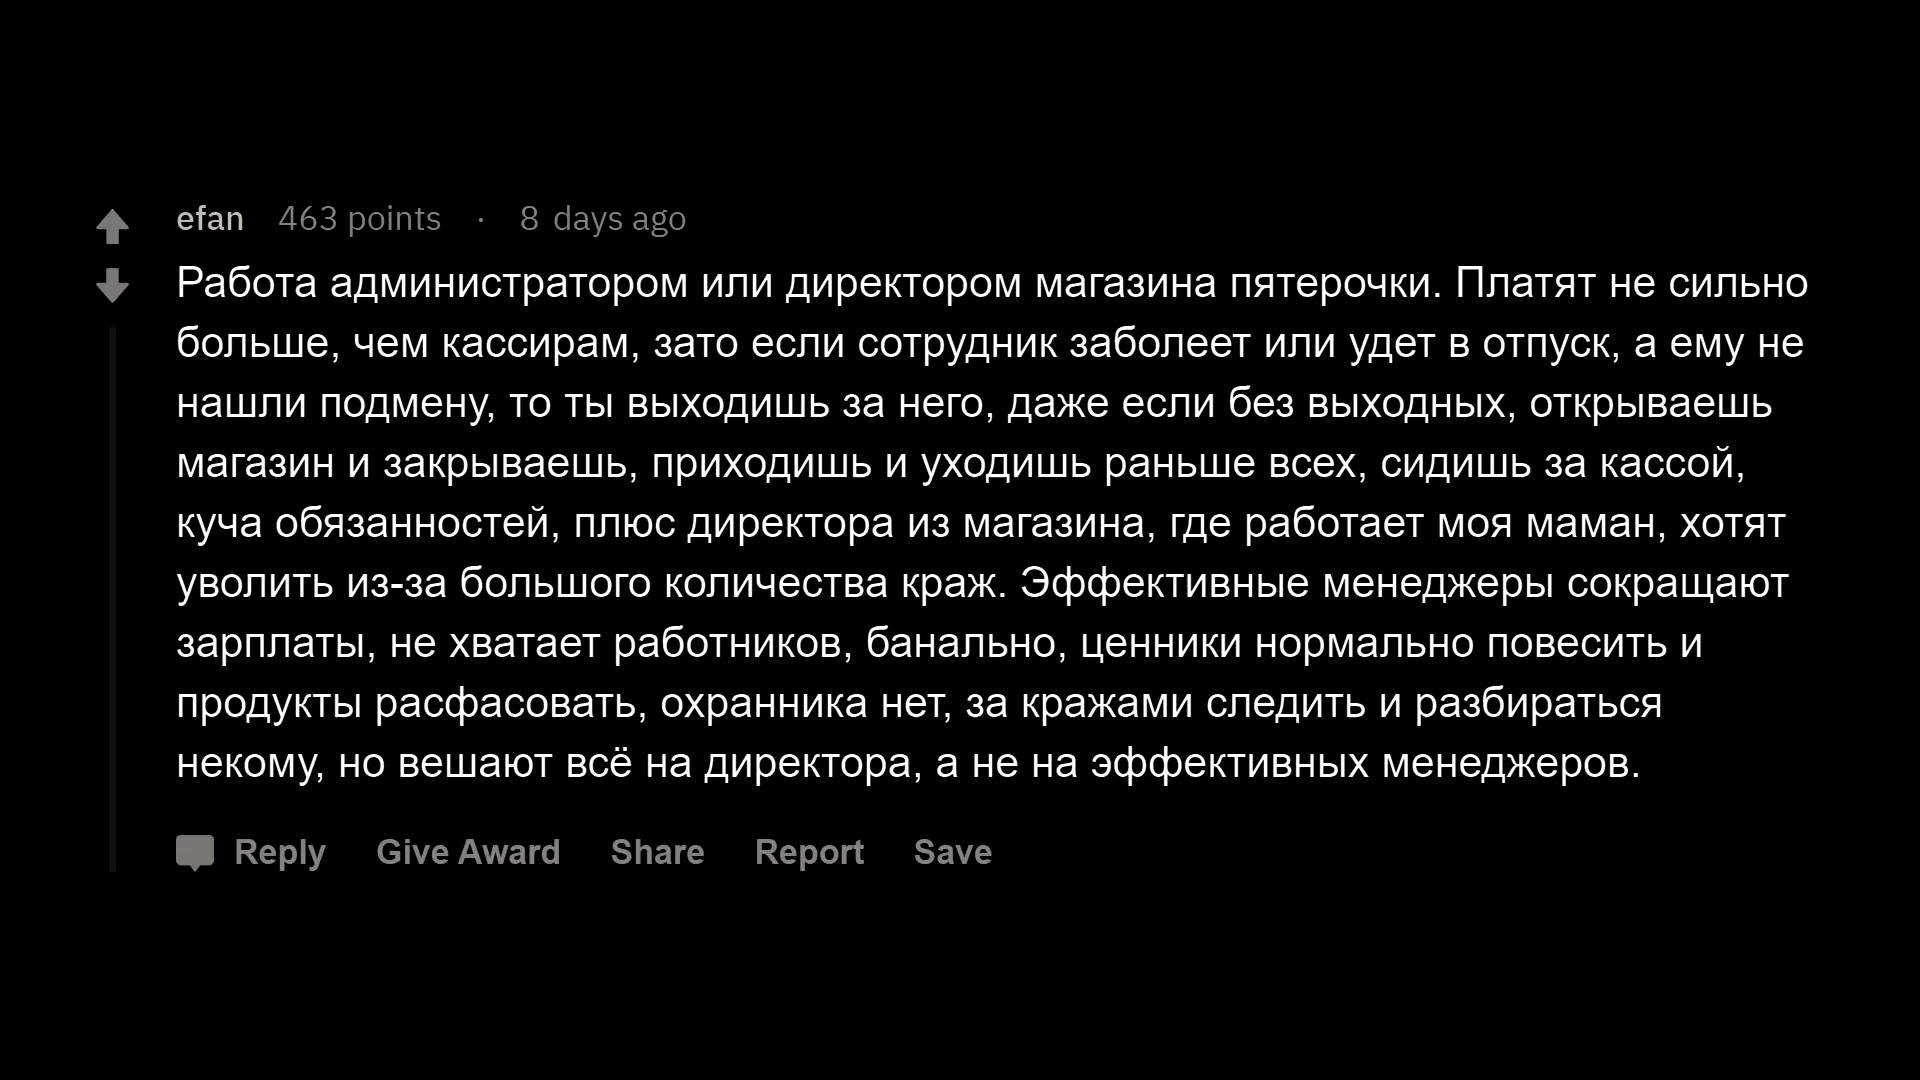 efan 463 points · 8 days ago
Работа администратором или директором магазина пятерочки. Платят не сильно
больше, чем кассирам, зато если сотрудник заболеет или удет в отпуск, а ему не
нашли подмену, то ты выходишь за него, даже если без выходных, открываешь
магазин и закрываешь, приходишь и уходишь раньше всех, сидишь за кассой,
куча обязанностей, плюс директора из магазина, где работает моя маман, хотят
уволить из-за большого количества краж. Эффективные менеджеры сокращают
зарплаты, не хватает работников, банально, ценники нормально повесить и
продукты расфасовать, охранника нет, за кражами следить и разбираться
некому, но вешают всё на директора, а не на эффективных менеджеров.
Reply Give Award Share Report Save